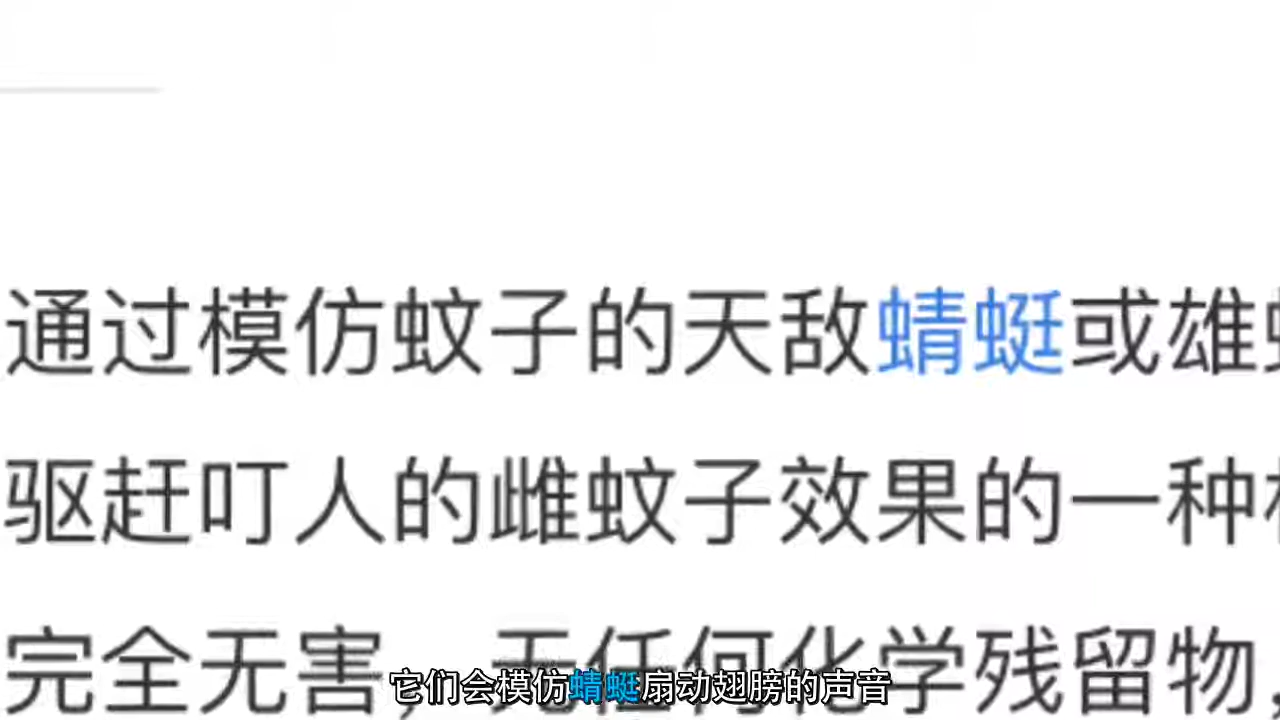 通过模仿蚊子的天敌蜻蜓或雄
驱赶叮人的雌蚊子效果的一种
完全无害，无任何化学残留物，
它们会模仿蜻蜓扇动翅膀的声音